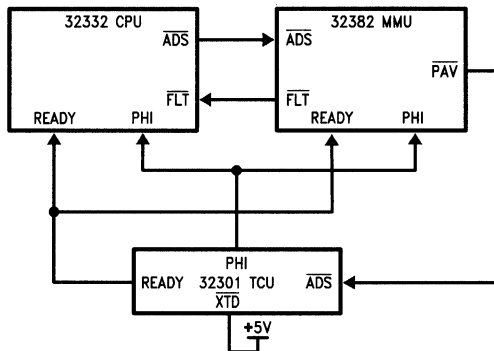 32332 CPU
ADS
FLT
READY PHI
32382 MMU
ADS
PAV
FLT
READY PHI
PHI
READY ADS
32301 TCU
XTD
+5V